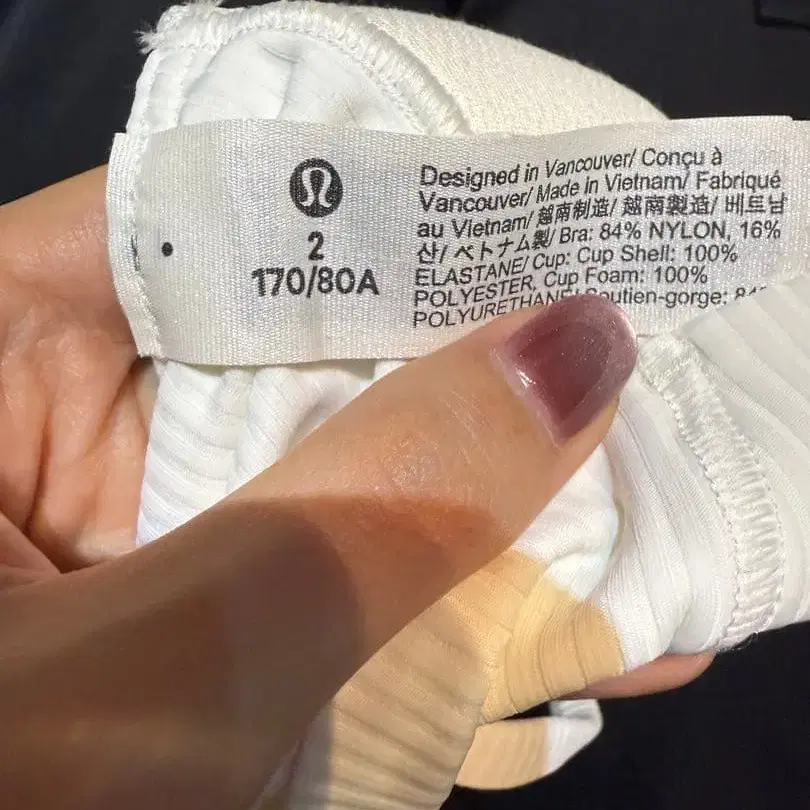 2
170/80A
Designed in Vancouver/ Conçu à
Vancouver/ Made in Vietnam/ Fabriqué
au Vietnam/ 越南制造/ 越南製造/ 베트남
산/ ベトナム製/ Bra: 84% NYLON, 16%
ELASTANE/ Cup: Cup Shell: 100%
POLYESTER, Cup Foam: 100%
POLYURETHANE/ Soutien-gorge: